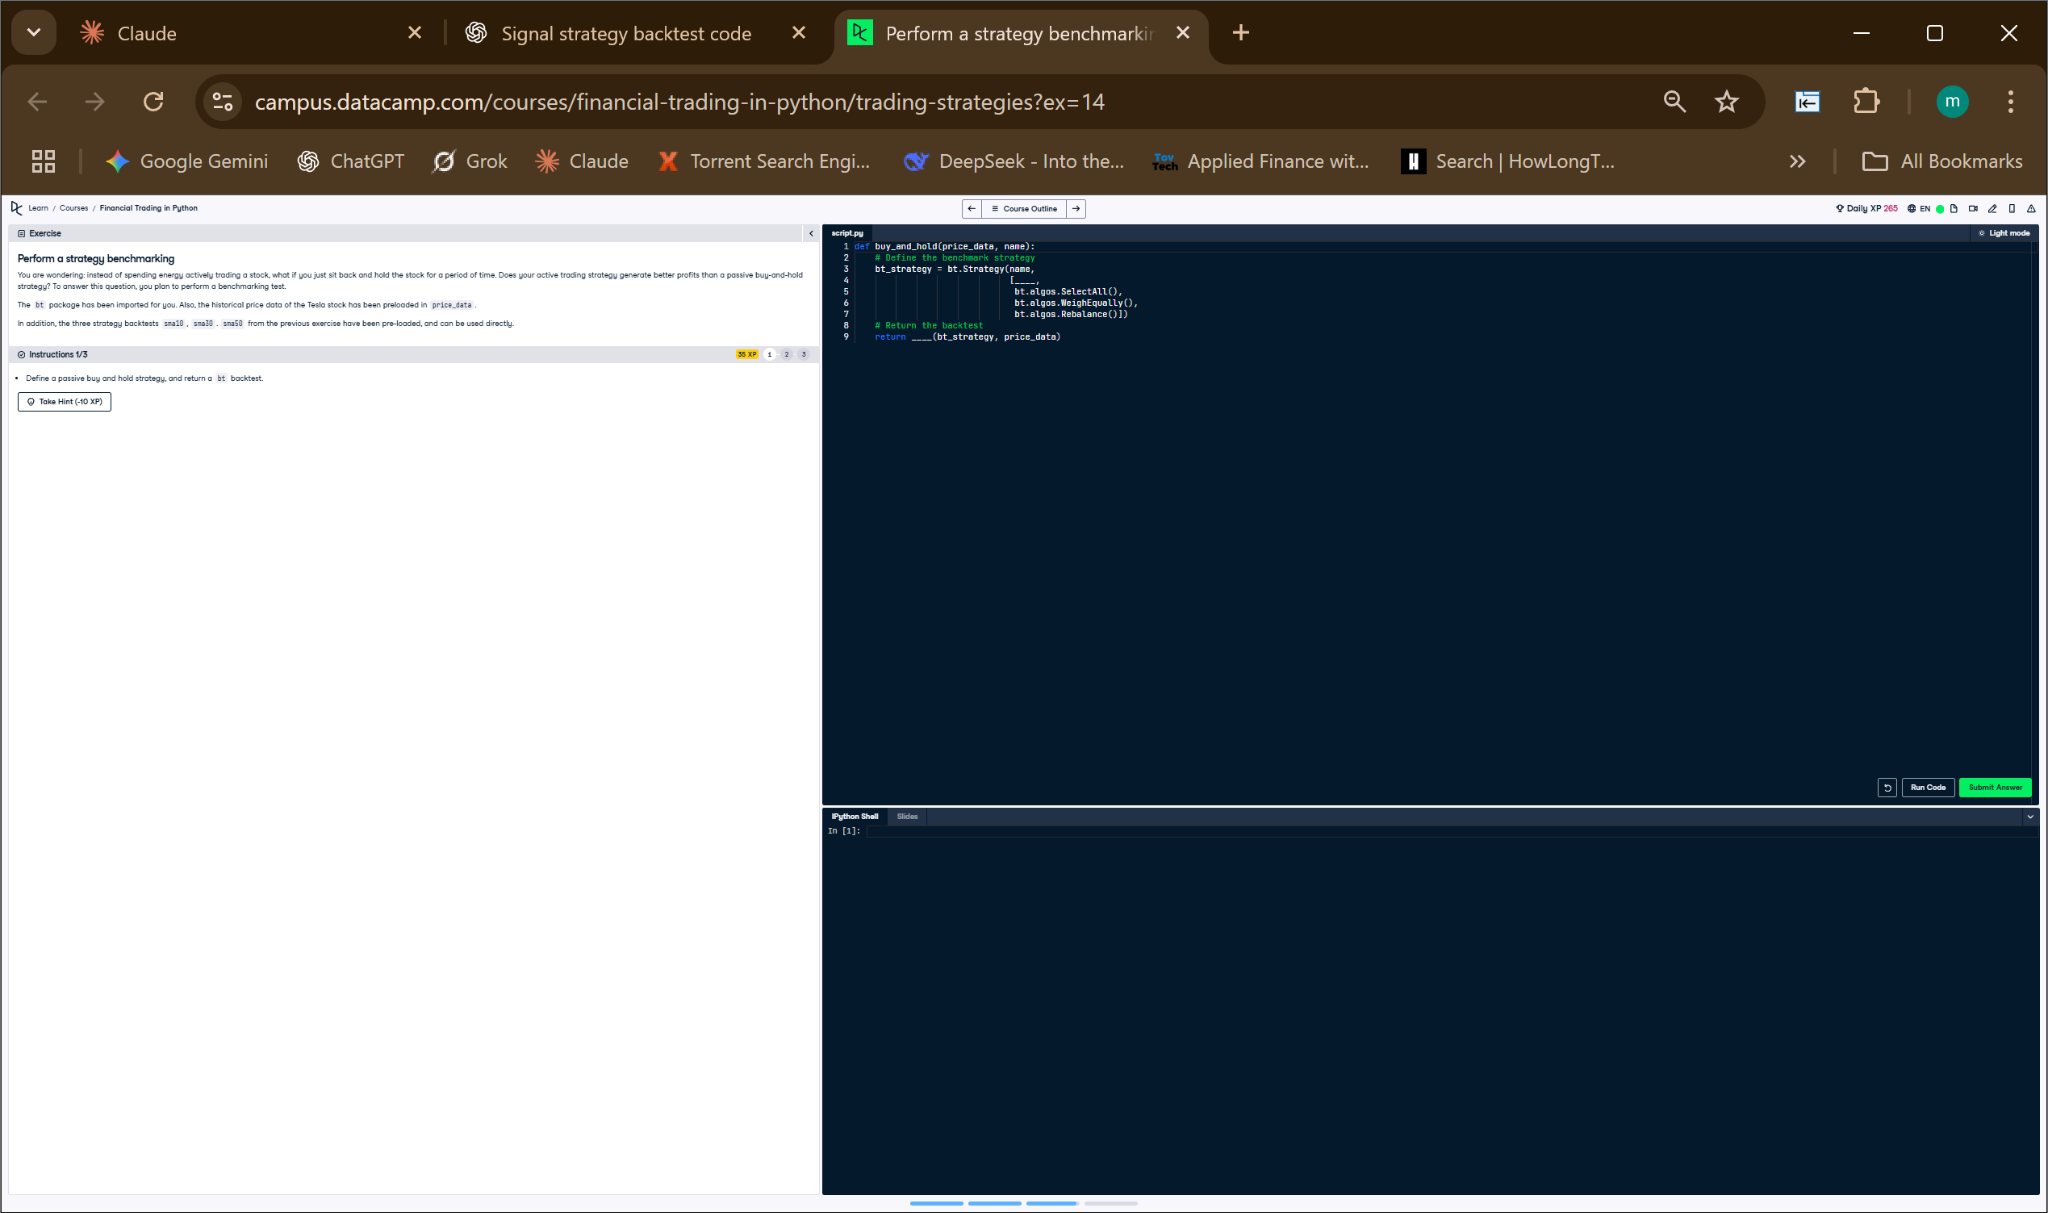 Claude
Signal strategy backtest code
Perform a strategy benchmarkin
campus.datacamp.com/courses/financial-trading-in-python/trading-strategies?ex=14
m
Google Gemini
ChatGPT
Grok
Claude
Torrent Search Engi...
DeepSeek - Into the...
Tov Tech
Applied Finance wit...
Search | HowLongT...
All Bookmarks
Learn / Courses / Financial Trading in Python
Course Outline
Daily XP 265
EN
Exercise
Perform a strategy benchmarking
You are wondering: instead of spending energy actively trading a stock, what if you just sit back and hold the stock for a period of time. Does your active trading strategy generate better profits than a passive buy-and-hold
strategy? To answer this question, you plan to perform a benchmarking test.
The bt package has been imported for you. Also, the historical price data of the Tesla stock has been preloaded in price_data .
In addition, the three strategy backtests sma10 , sma30 . sma50 from the previous exercise have been pre-loaded, and can be used directly.
Instructions 1/3
35 XP
1
2
3
Define a passive buy and hold strategy, and return a bt backtest.
Take Hint (-10 XP)
script.py
Light mode
1 def buy_and_hold(price_data, name):
2 # Define the benchmark strategy
3 bt_strategy = bt.Strategy(name,
4 [____,
5 bt.algos.SelectAll(),
6 bt.algos.WeighEqually(),
7 bt.algos.Rebalance()])
8 # Return the backtest
9 return ____(bt_strategy, price_data)
Run Code
Submit Answer
IPython Shell
Slides
In [1]: